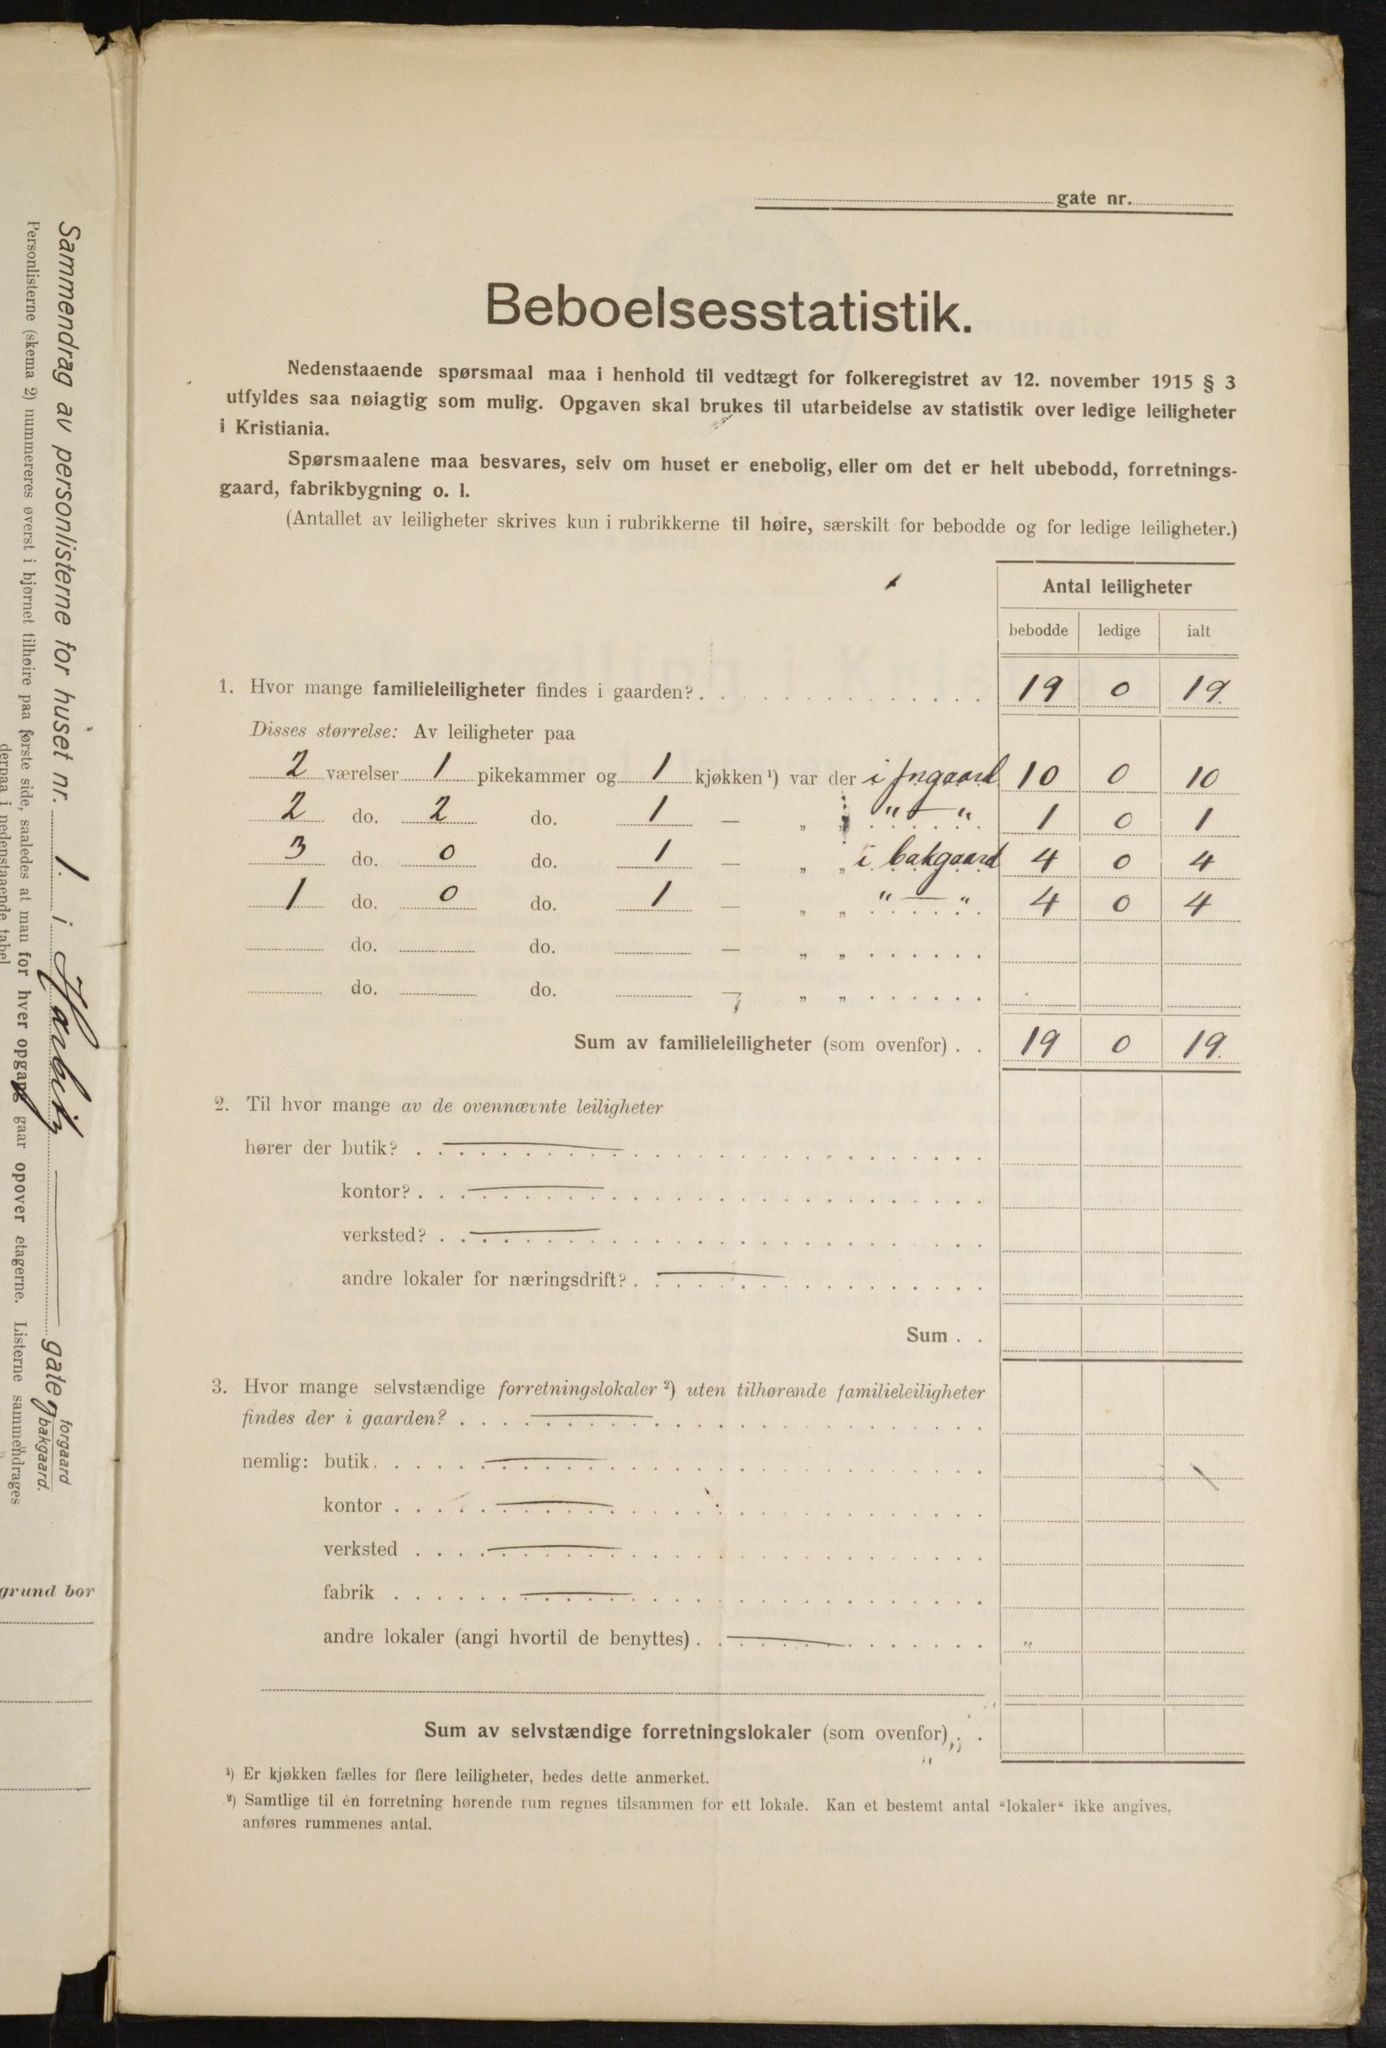 gate nr.
Beboelsesstatistik.
Nedenstaaende spørsmaal maa i henhold til vedtægt for folkeregistret av 12. november 1915 § 3
utfyldes saa nøiagtig som mulig. Opgaven skal brukes til utarbeidelse av statistik over ledige leiligheter
i Kristiania.
Spørsmaalene maa besvares, selv om huset er enebolig, eller om det er helt ubebodd, forretnings-
gaard, fabrikbygning o. l.
(Antallet av leiligheter skrives kun i rubrikkerne til høire, særskilt for bebodde og for ledige leiligheter.)
Antal leiligheter
bebodde ledige ialt
1. Hvor mange familieleiligheter findes i gaarden? 19 0 19.
Disses størrelse: Av leiligheter paa
2 værelser 1 pikekammer og 1 kjøkken ¹) var der i forgaard 10 0 10
2 do. 2 do. 1 — „ „ " — " 1 0 1
3 do. 0 do. 1 — „ „ i bakgaard 4 0 4
1 do. 0 do. 1 — „ „ " — " 4 0 4
do. do. — „ „
do. do. — „ „
Sum av familieleiligheter (som ovenfor) . . 19 0 19.
2. Til hvor mange av de ovennævnte leiligheter
hører der butik? —
kontor? —
verksted? —
andre lokaler for næringsdrift? —
Sum . .
3. Hvor mange selvstændige forretningslokaler ²) uten tilhørende familieleiligheter
findes der i gaarden? —
nemlig: butik —
kontor —
verksted —
fabrik —
andre lokaler (angi hvortil de benyttes) —
Sum av selvstændige forretningslokaler (som ovenfor) . .
¹) Er kjøkken fælles for flere leiligheter, bedes dette anmerket.
²) Samtlige til én forretning hørende rum regnes tilsammen for ett lokale. Kan et bestemt antal "lokaler" ikke angives,
anføres rummenes antal.
Sammendrag av personlisterne for huset nr. 1. i Harbitz — gate forgaard
bakgaard.
Personlisterne (skema 2) nummereres øverst i hjørnet tilhøire paa første side, saaledes at man for hver opgang gaar opover etagerne. Listerne sammendrages
derpaa i nedenstaaende tabel
grund bor